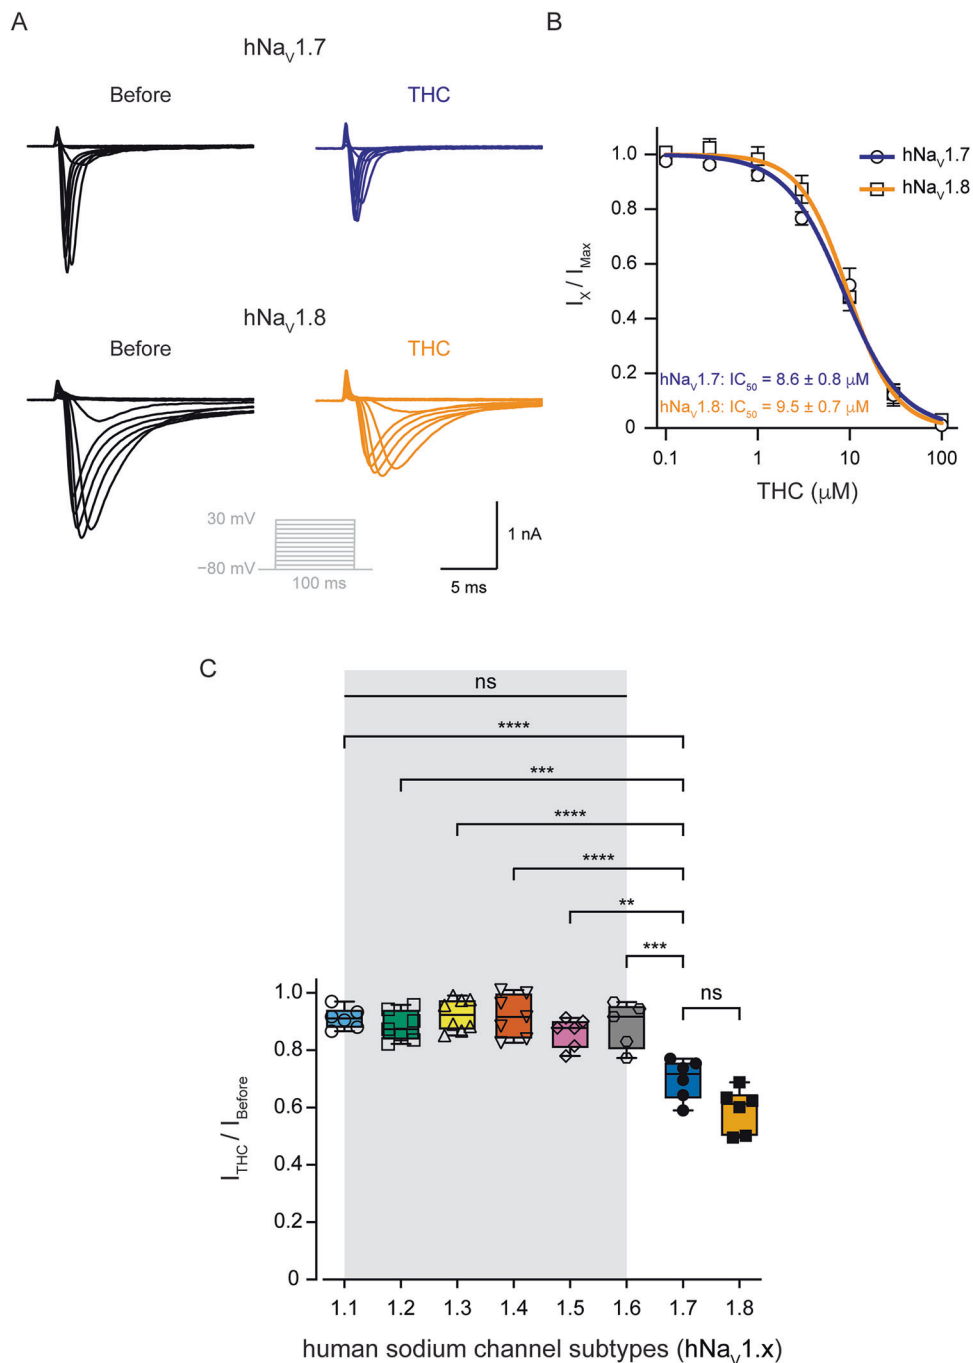 A
hNaV1.7
Before
THC
hNaV1.8
Before
THC
30 mV
−80 mV
100 ms
1 nA
5 ms
B
IX / IMax
1.0
0.8
0.6
0.4
0.2
0
hNaV1.7
hNaV1.8
hNaV1.7: IC50 = 8.6 ± 0.8 μM
hNaV1.8: IC50 = 9.5 ± 0.7 μM
0.1 1 10 100
THC (μM)
C
ns
****
***
****
****
**
***
ns
ITHC / IBefore
1.0
0.8
0.6
0.4
0.2
0
1.1 1.2 1.3 1.4 1.5 1.6 1.7 1.8
human sodium channel subtypes (hNaV1.x)